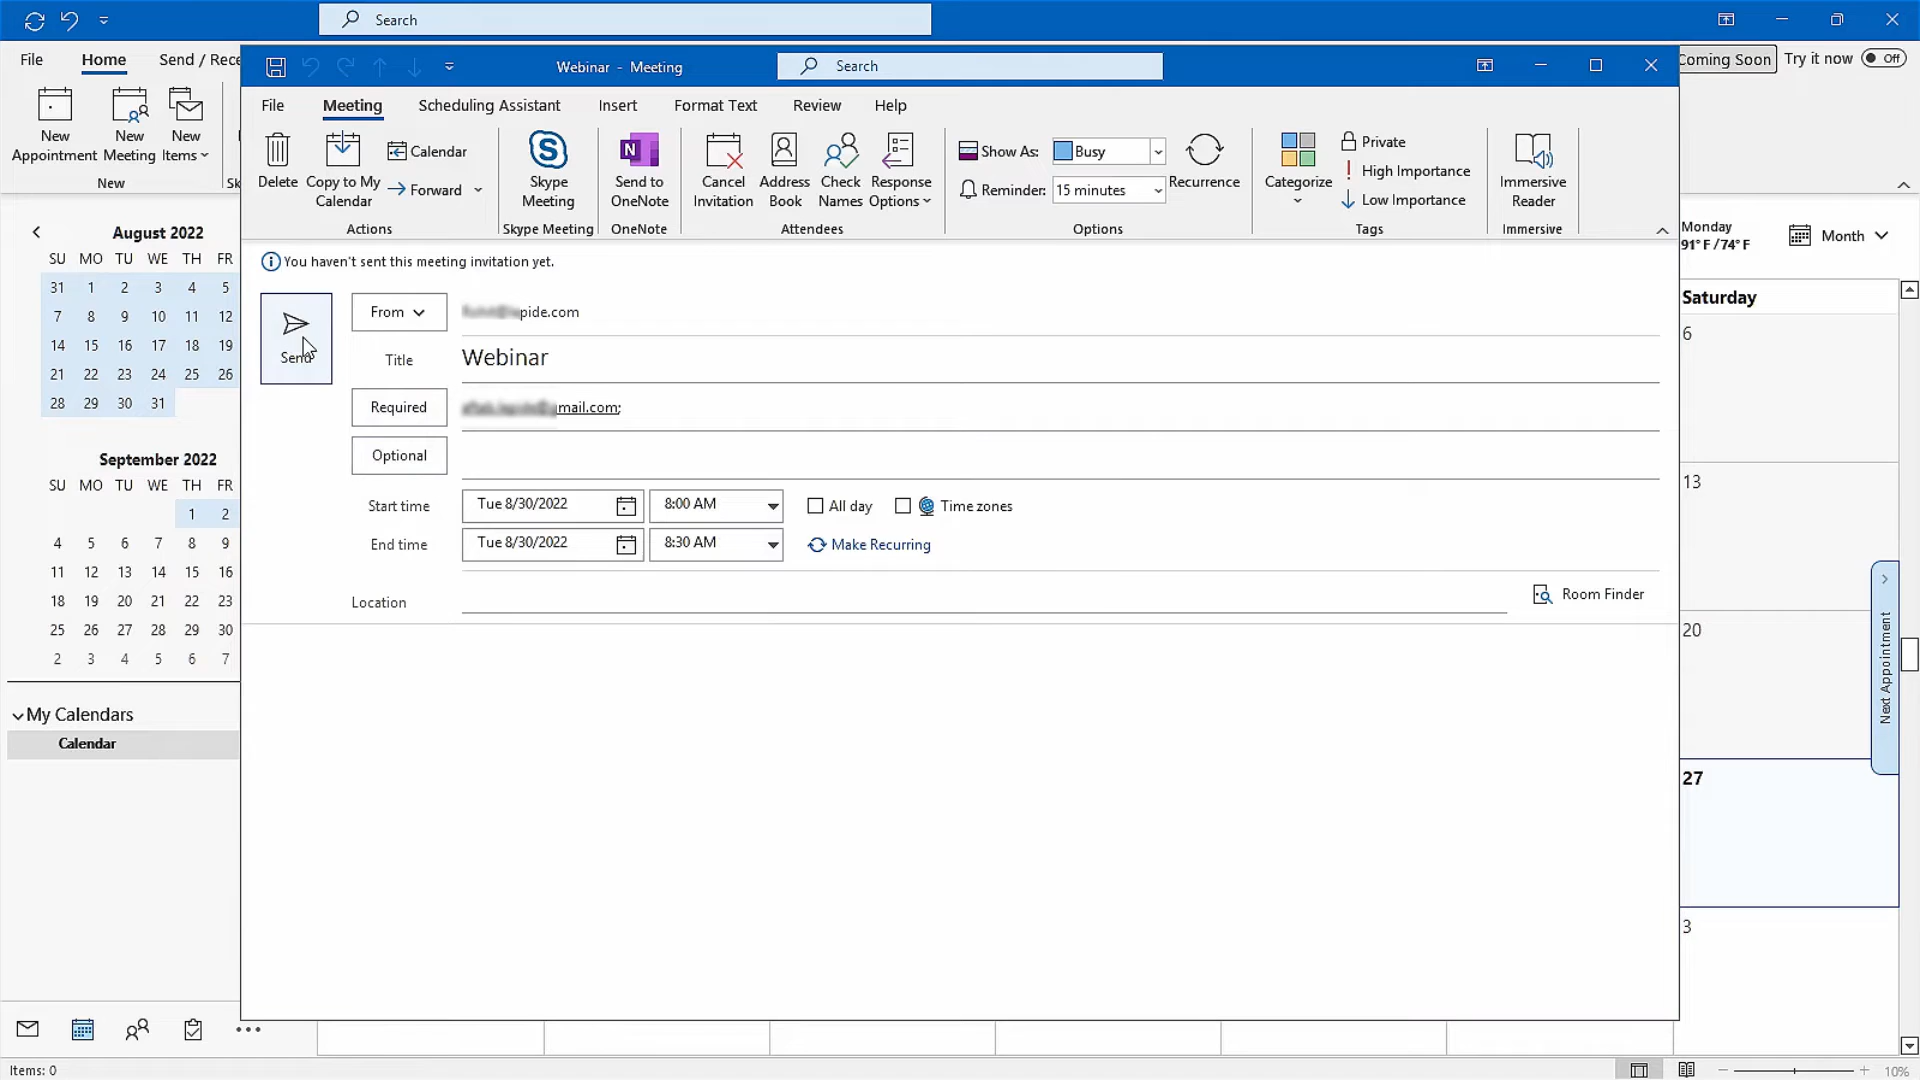 Search
Coming Soon Try it now Off
File Home Send / Rece
New Appointment
New Meeting
New Items
New
Monday
91°F/74°F
Month
August 2022
SU MO TU WE TH FR
31 1 2 3 4 5
7 8 9 10 11 12
14 15 16 17 18 19
21 22 23 24 25 26
28 29 30 31
September 2022
SU MO TU WE TH FR
1 2
4 5 6 7 8 9
11 12 13 14 15 16
18 19 20 21 22 23
25 26 27 28 29 30
2 3 4 5 6 7
My Calendars
Calendar
Items: 0
Webinar - Meeting
Search
File Meeting Scheduling Assistant Insert Format Text Review Help
Delete
Copy to My Calendar
Calendar
Forward
Actions
Skype Meeting
Skype Meeting
Send to OneNote
OneNote
Cancel Invitation
Address Book
Check Names
Response Options
Attendees
Show As: Busy
Reminder: 15 minutes
Recurrence
Options
Categorize
Private
High Importance
Low Importance
Tags
Immersive Reader
Immersive
You haven't sent this meeting invitation yet.
Send
From pide.com
Title Webinar
Required mail.com;
Optional
Start time Tue 8/30/2022 8:00 AM All day Time zones
End time Tue 8/30/2022 8:30 AM Make Recurring
Location Room Finder
Saturday
6
13
20
27
3
Next Appointment
10%